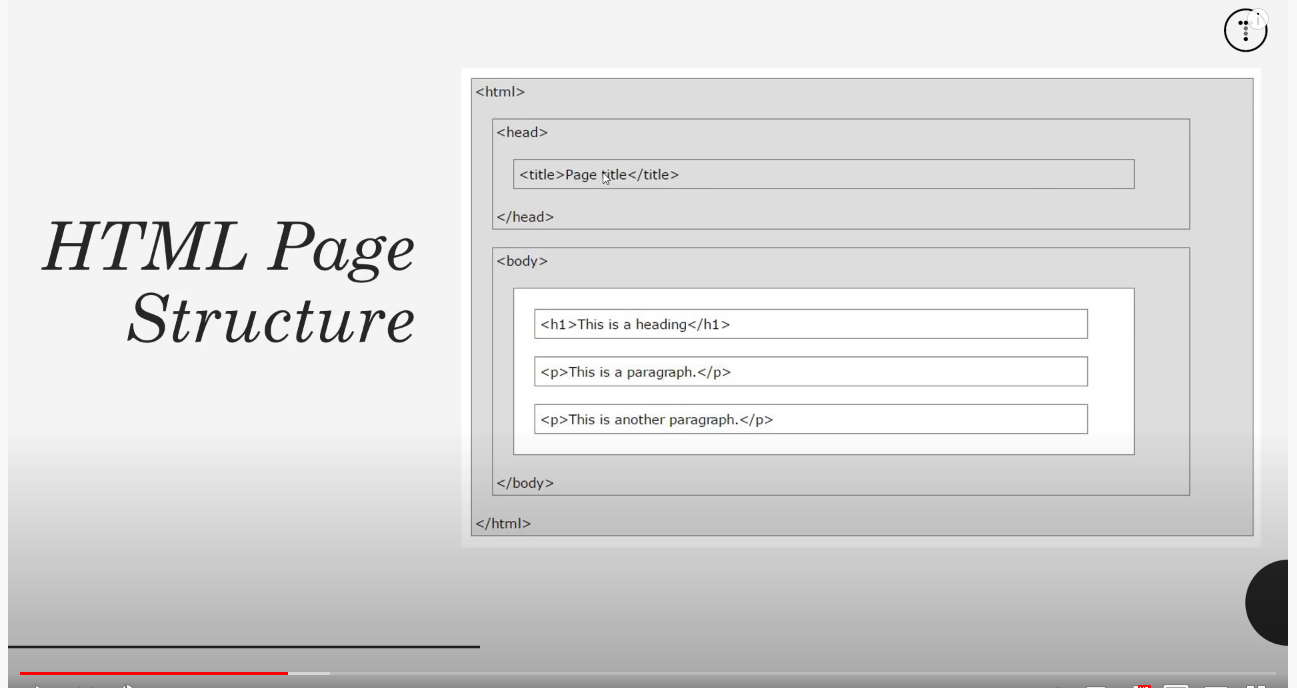 HTML Page
Structure
<html>
<head>
<title>Page title</title>
</head>
<body>
<h1>This is a heading</h1>
<p>This is a paragraph.</p>
<p>This is another paragraph.</p>
</body>
</html>